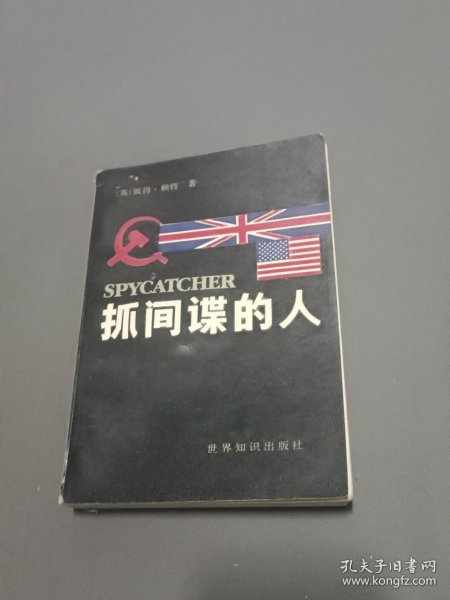 〔英〕彼得·赖特 著
SPYCATCHER
抓间谍的人
世界知识出版社
孔夫子旧书网
www.kongfz.com